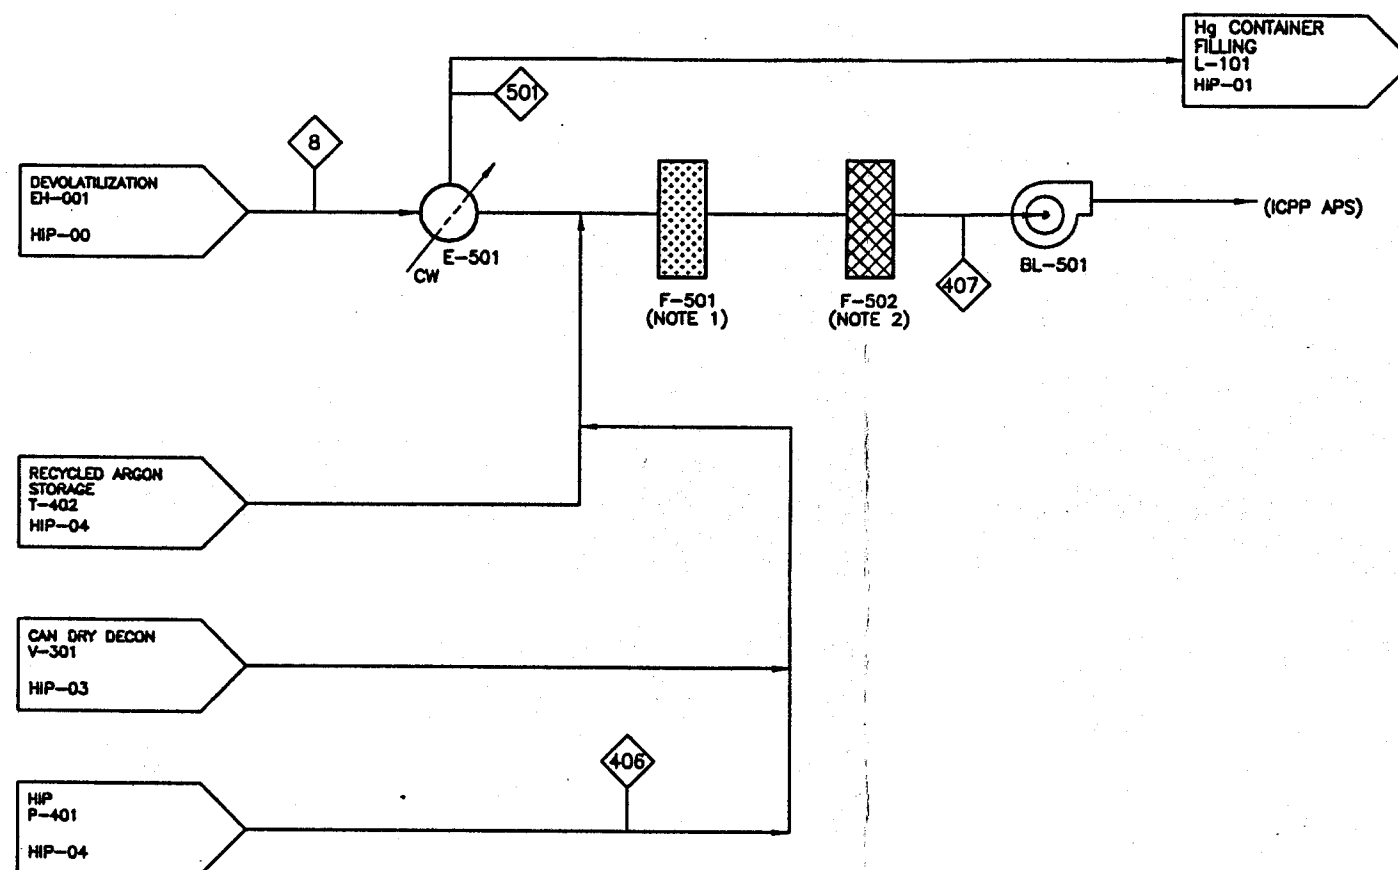 Hg CONTAINER
FILLING
L-101
HIP-01
501
8
DEVOLATILIZATION
EH-001
HIP-00
E-501
CW
F-501
(NOTE 1)
F-502
(NOTE 2)
407
BL-501
(ICPP APS)
RECYCLED ARGON
STORAGE
T-402
HIP-04
CAN DRY DECON
V-301
HIP-03
406
HIP
P-401
HIP-04